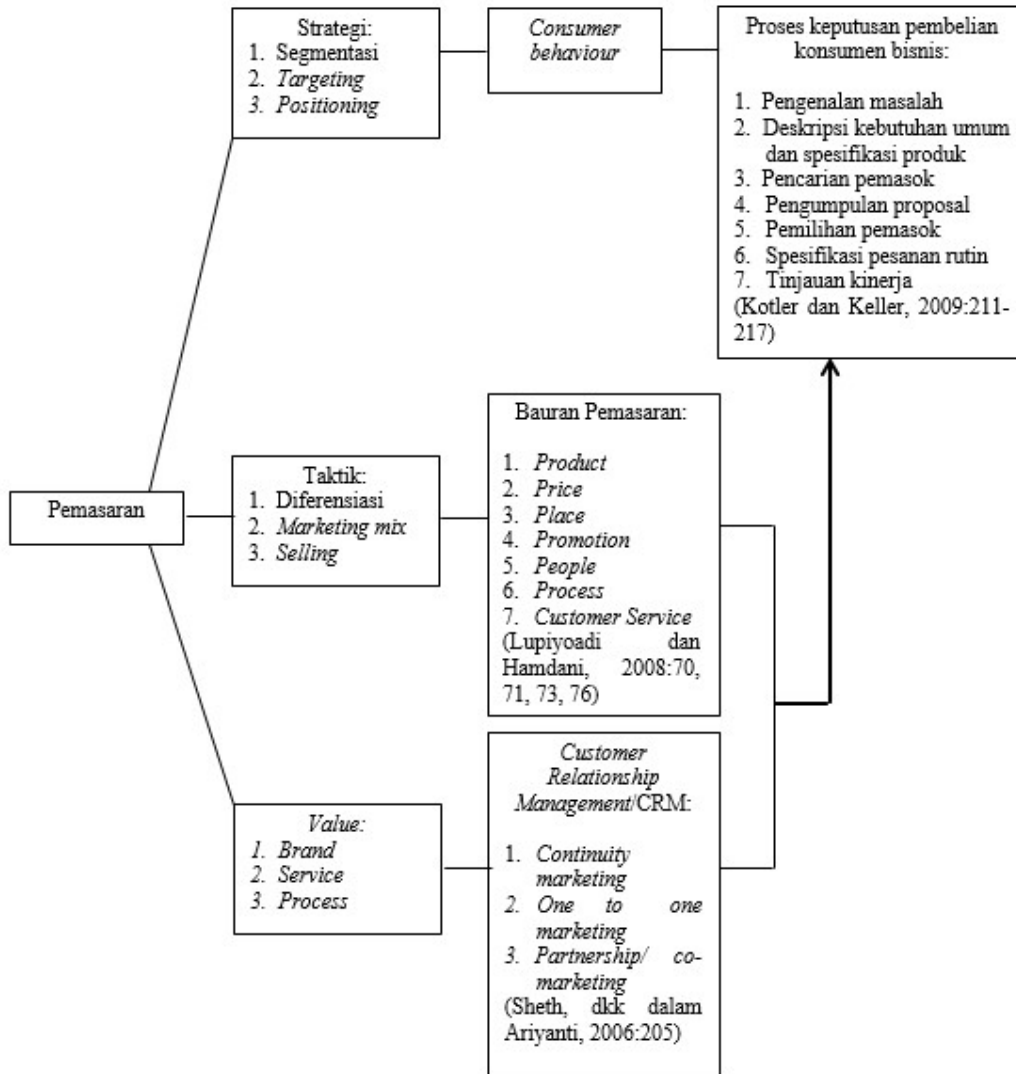 Strategi:
1. Segmentasi
2. Targeting
3. Positioning
Consumer
behaviour
Proses keputusan pembelian
konsumen bisnis:
1. Pengenalan masalah
2. Deskripsi kebutuhan umum
dan spesifikasi produk
3. Pencarian pemasok
4. Pengumpulan proposal
5. Pemilihan pemasok
6. Spesifikasi pesanan rutin
7. Tinjauan kinerja
(Kotler dan Keller, 2009:211-
217)
Pemasaran
Taktik:
1. Diferensiasi
2. Marketing mix
3. Selling
Bauran Pemasaran:
1. Product
2. Price
3. Place
4. Promotion
5. People
6. Process
7. Customer Service
(Lupiyoadi dan
Hamdani, 2008:70,
71, 73, 76)
Value:
1. Brand
2. Service
3. Process
Customer
Relationship
Management/CRM:
1. Continuity
marketing
2. One to one
marketing
3. Partnership/ co-
marketing
(Sheth, dkk dalam
Ariyanti, 2006:205)